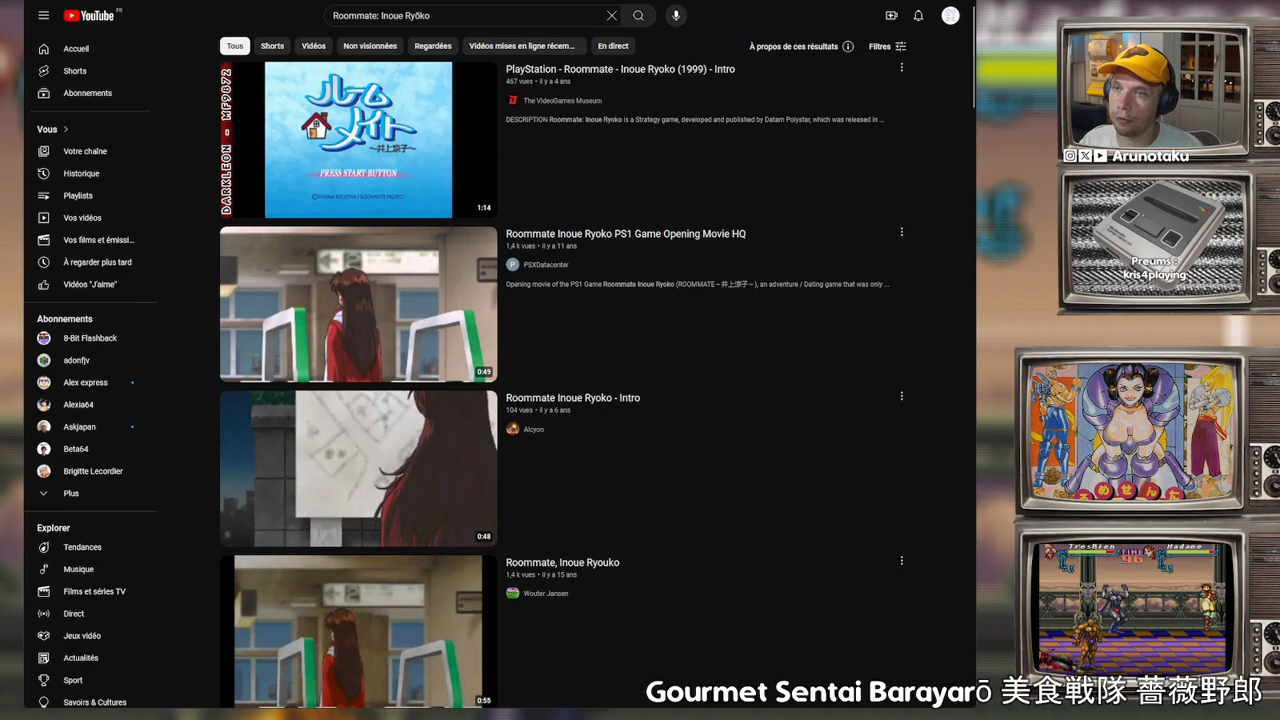 YouTube FR
Roommate: Inoue Ryōko
Tous
Shorts
Vidéos
Non visionnées
Regardées
Vidéos mises en ligne récem...
En direct
À propos de ces résultats
Filtres
Accueil
Shorts
Abonnements
Vous
Votre chaîne
Historique
Playlists
Vos vidéos
Vos films et émissi...
À regarder plus tard
Vidéos "J'aime"
Abonnements
8-Bit Flashback
adonfjv
Alex express
Alexia64
Askjapan
Beta64
Brigitte Lecordier
Plus
Explorer
Tendances
Musique
Films et séries TV
Direct
Jeux vidéo
Actualités
Sport
Savoirs & Cultures
DARKLEON & MF9872
ルームメイト
～井上涼子～
PRESS START BUTTON
1:14
PlayStation - Roommate - Inoue Ryoko (1999) - Intro
467 vues • il y a 4 ans
The VideoGames Museum
DESCRIPTION Roommate: Inoue Ryoko is a Strategy game, developed and published by Datam Polystar, which was released in ...
0:49
Roommate Inoue Ryoko PS1 Game Opening Movie HQ
1,4 k vues • il y a 11 ans
P
PSXDatacenter
Opening movie of the PS1 Game Roommate Inoue Ryoko (ROOMMATE～井上涼子～), an adventure / Dating game that was only ...
0:48
Roommate Inoue Ryoko - Intro
104 vues • il y a 6 ans
Alcyon
0:55
Roommate, Inoue Ryouko
1,4 k vues • il y a 15 ans
Wouter Jansen
Arunotaku
Preums :
kris4playing
TresBien
TIME
96
Madame
Gourmet Sentai Barayarō 美食戦隊 薔薇野郎